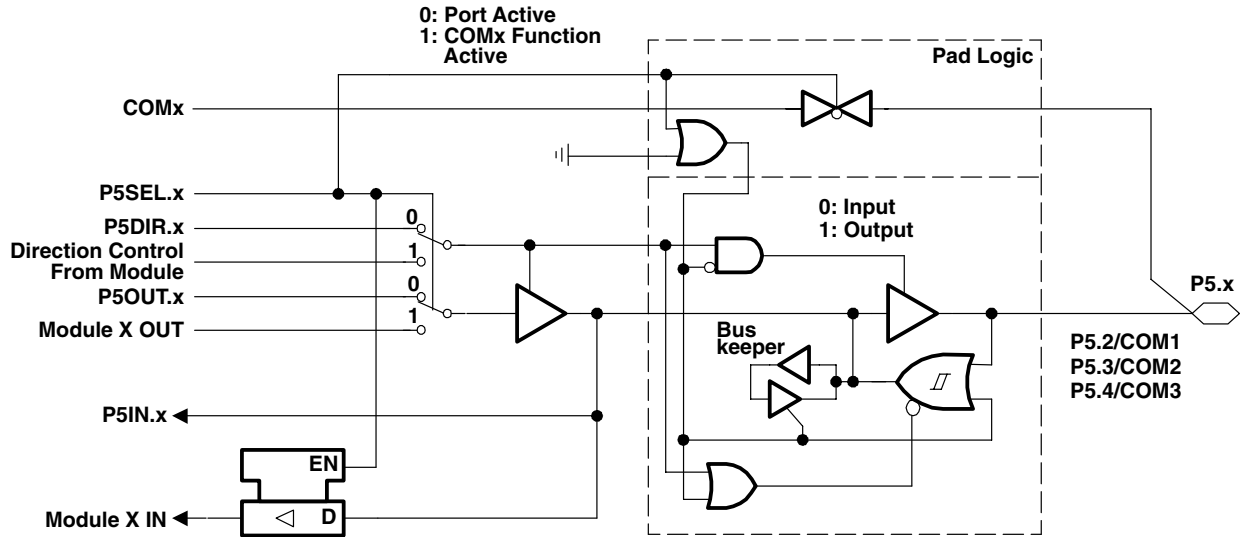 0: Port Active
1: COMx Function
Active
Pad Logic
COMx
P5SEL.x
P5DIR.x
0
Direction Control
From Module
1
P5OUT.x
0
Module X OUT
1
0: Input
1: Output
P5.x
Bus
keeper
P5.2/COM1
P5.3/COM2
P5.4/COM3
P5IN.x
EN
D
Module X IN